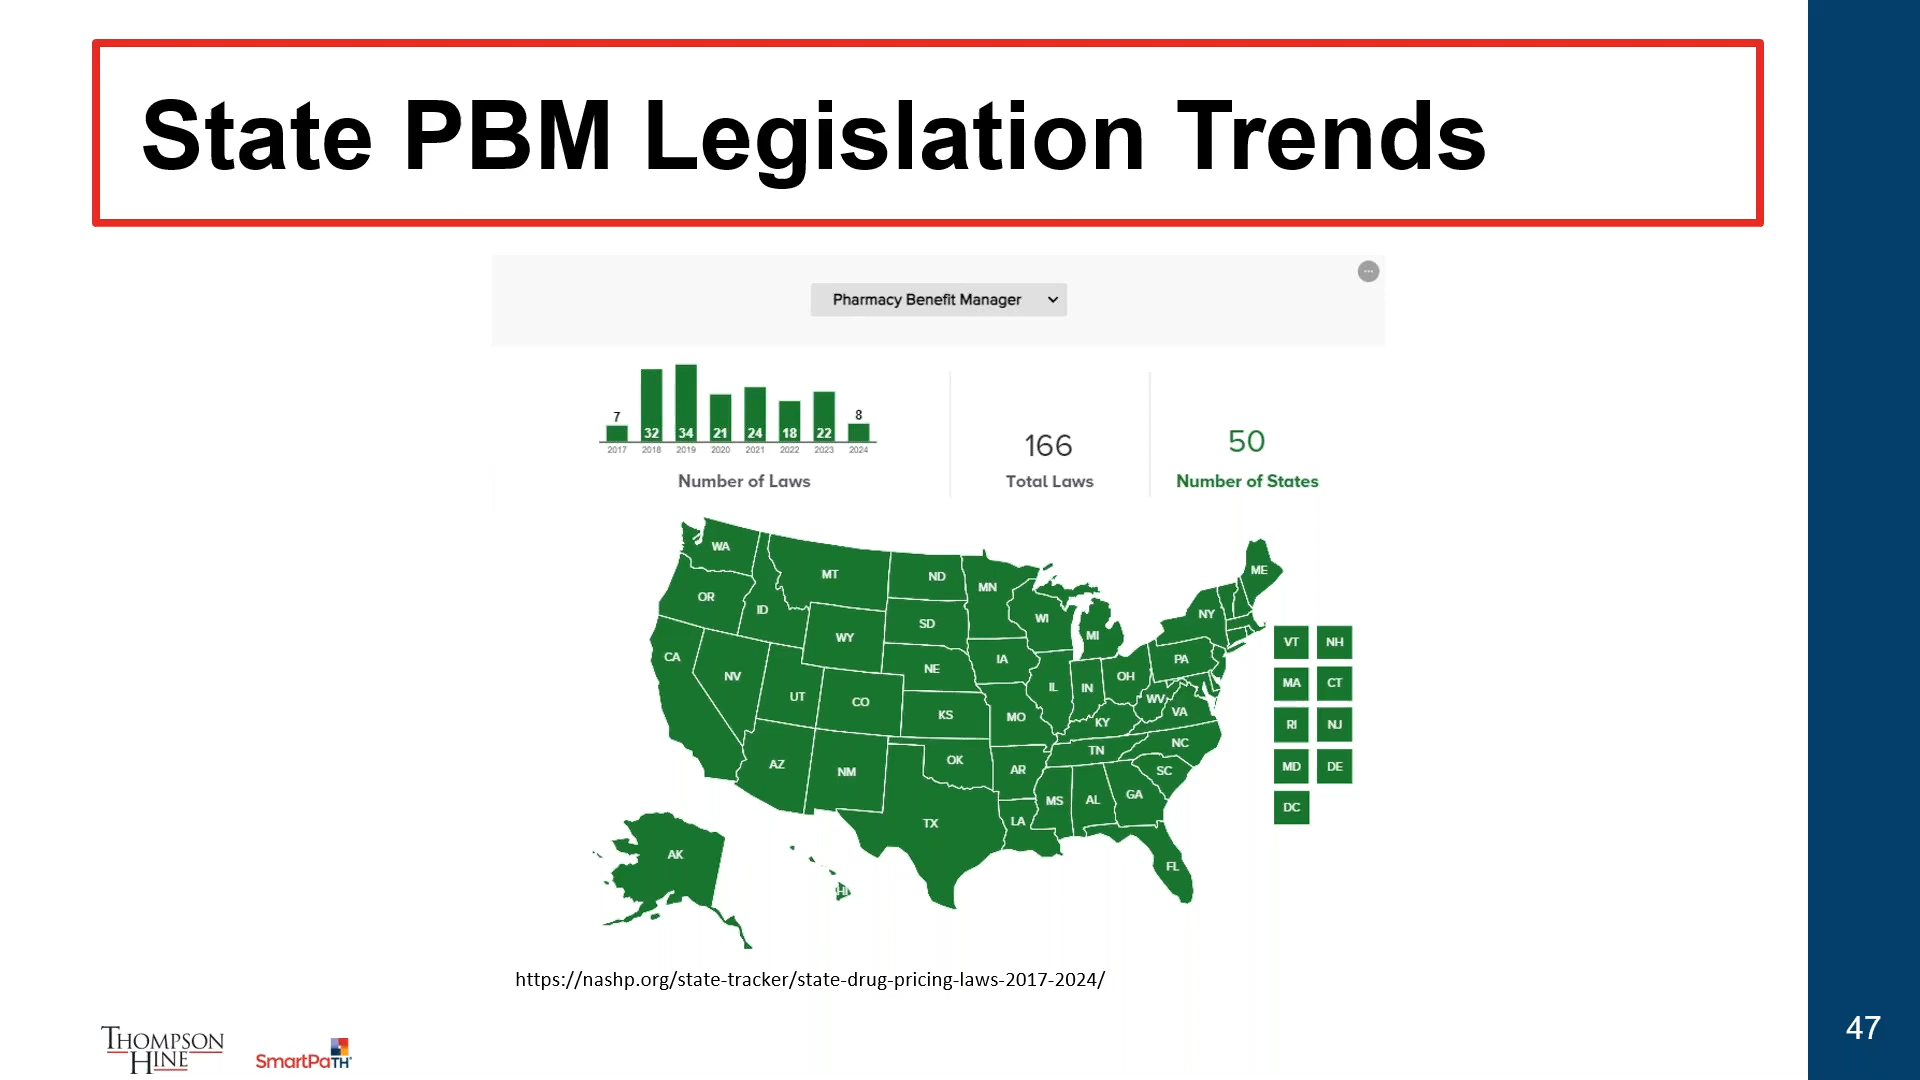 State PBM Legislation Trends
Pharmacy Benefit Manager
7 32 34 21 24 18 22 8
2017 2018 2019 2020 2021 2022 2023 2024
Number of Laws
166
Total Laws
50
Number of States
WA
MT
ND
MN
ME
OR
ID
WY
SD
WI
MI
NY
VT NH
CA
NV
UT
CO
NE
IA
IL
IN
OH
PA
MA CT
KS
MO
KY
WV
VA
RI NJ
AZ
NM
OK
AR
TN
NC
SC
MD DE
TX
LA
MS
AL
GA
DC
AK
HI
FL
https://nashp.org/state-tracker/state-drug-pricing-laws-2017-2024/
THOMPSON
HINE
SmartPaTH
47